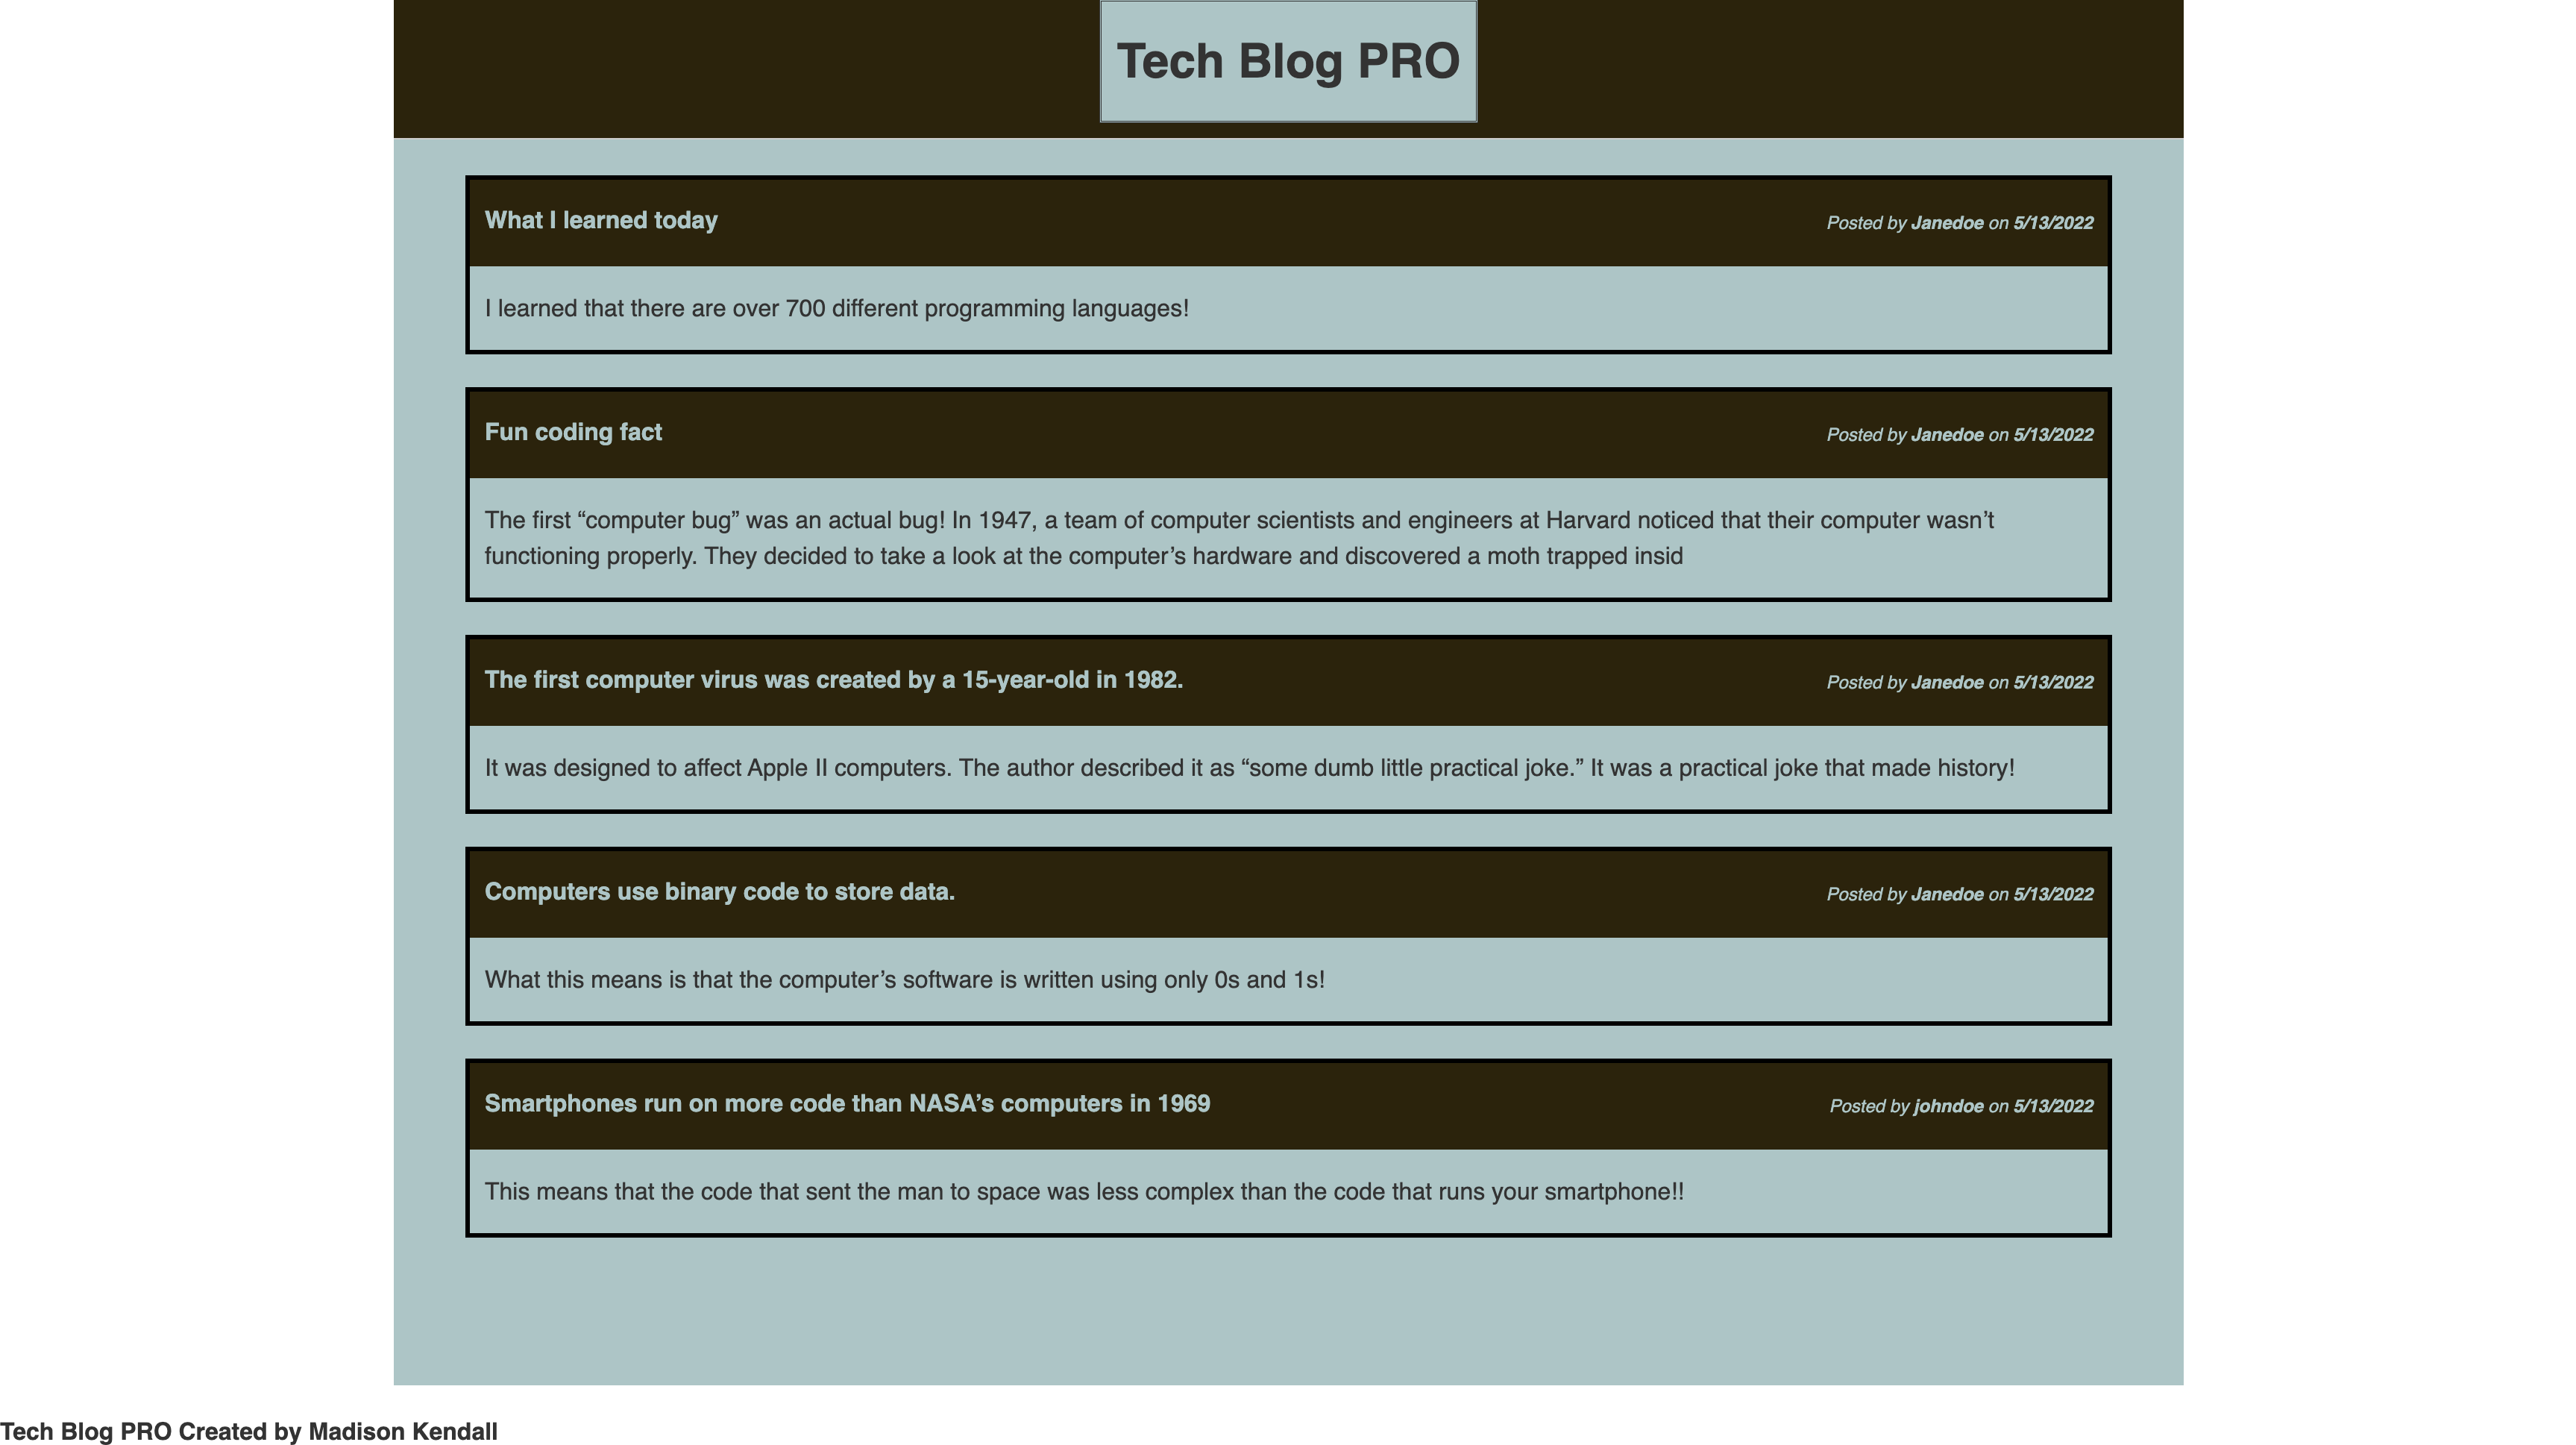 Tech Blog PRO
What I learned today
Posted by Janedoe on 5/13/2022
I learned that there are over 700 different programming languages!
Fun coding fact
Posted by Janedoe on 5/13/2022
The first “computer bug” was an actual bug! In 1947, a team of computer scientists and engineers at Harvard noticed that their computer wasn’t
functioning properly. They decided to take a look at the computer’s hardware and discovered a moth trapped insid
The first computer virus was created by a 15-year-old in 1982.
Posted by Janedoe on 5/13/2022
It was designed to affect Apple II computers. The author described it as “some dumb little practical joke.” It was a practical joke that made history!
Computers use binary code to store data.
Posted by Janedoe on 5/13/2022
What this means is that the computer’s software is written using only 0s and 1s!
Smartphones run on more code than NASA’s computers in 1969
Posted by johndoe on 5/13/2022
This means that the code that sent the man to space was less complex than the code that runs your smartphone!!
Tech Blog PRO Created by Madison Kendall